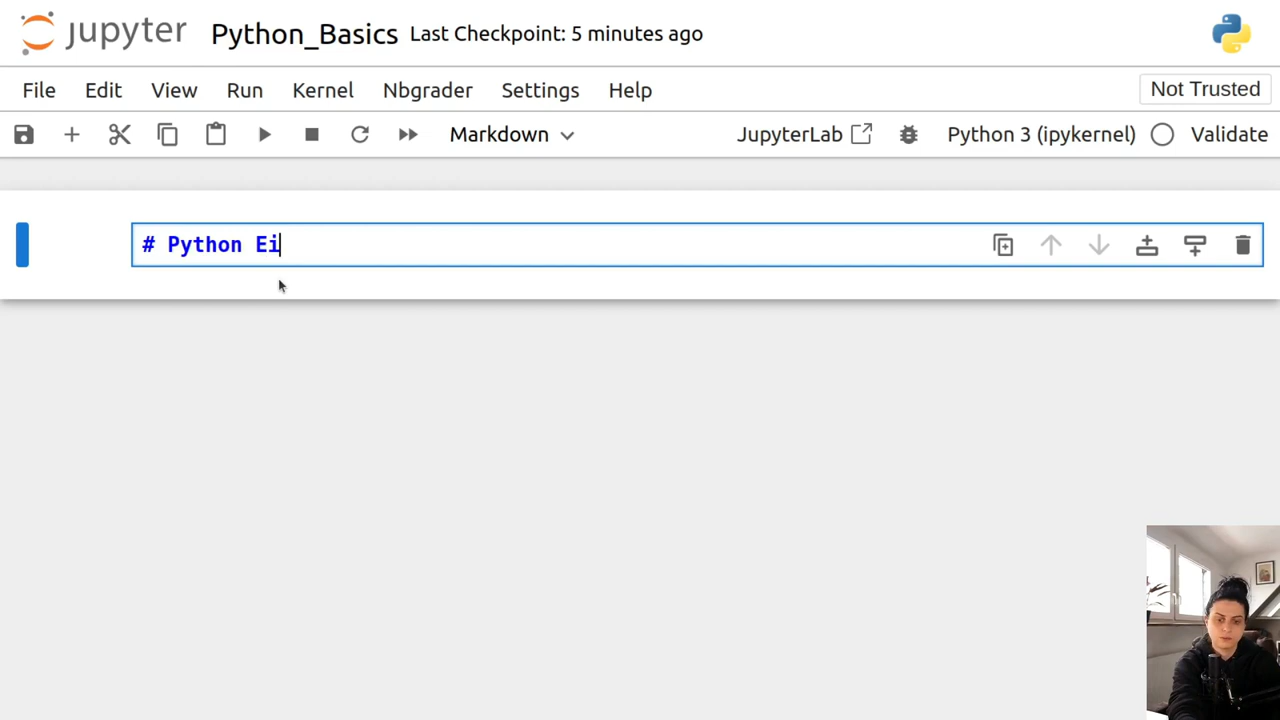 jupyter Python_Basics Last Checkpoint: 5 minutes ago
File Edit View Run Kernel Nbgrader Settings Help Not Trusted
Markdown JupyterLab Python 3 (ipykernel) Validate
# Python Ei